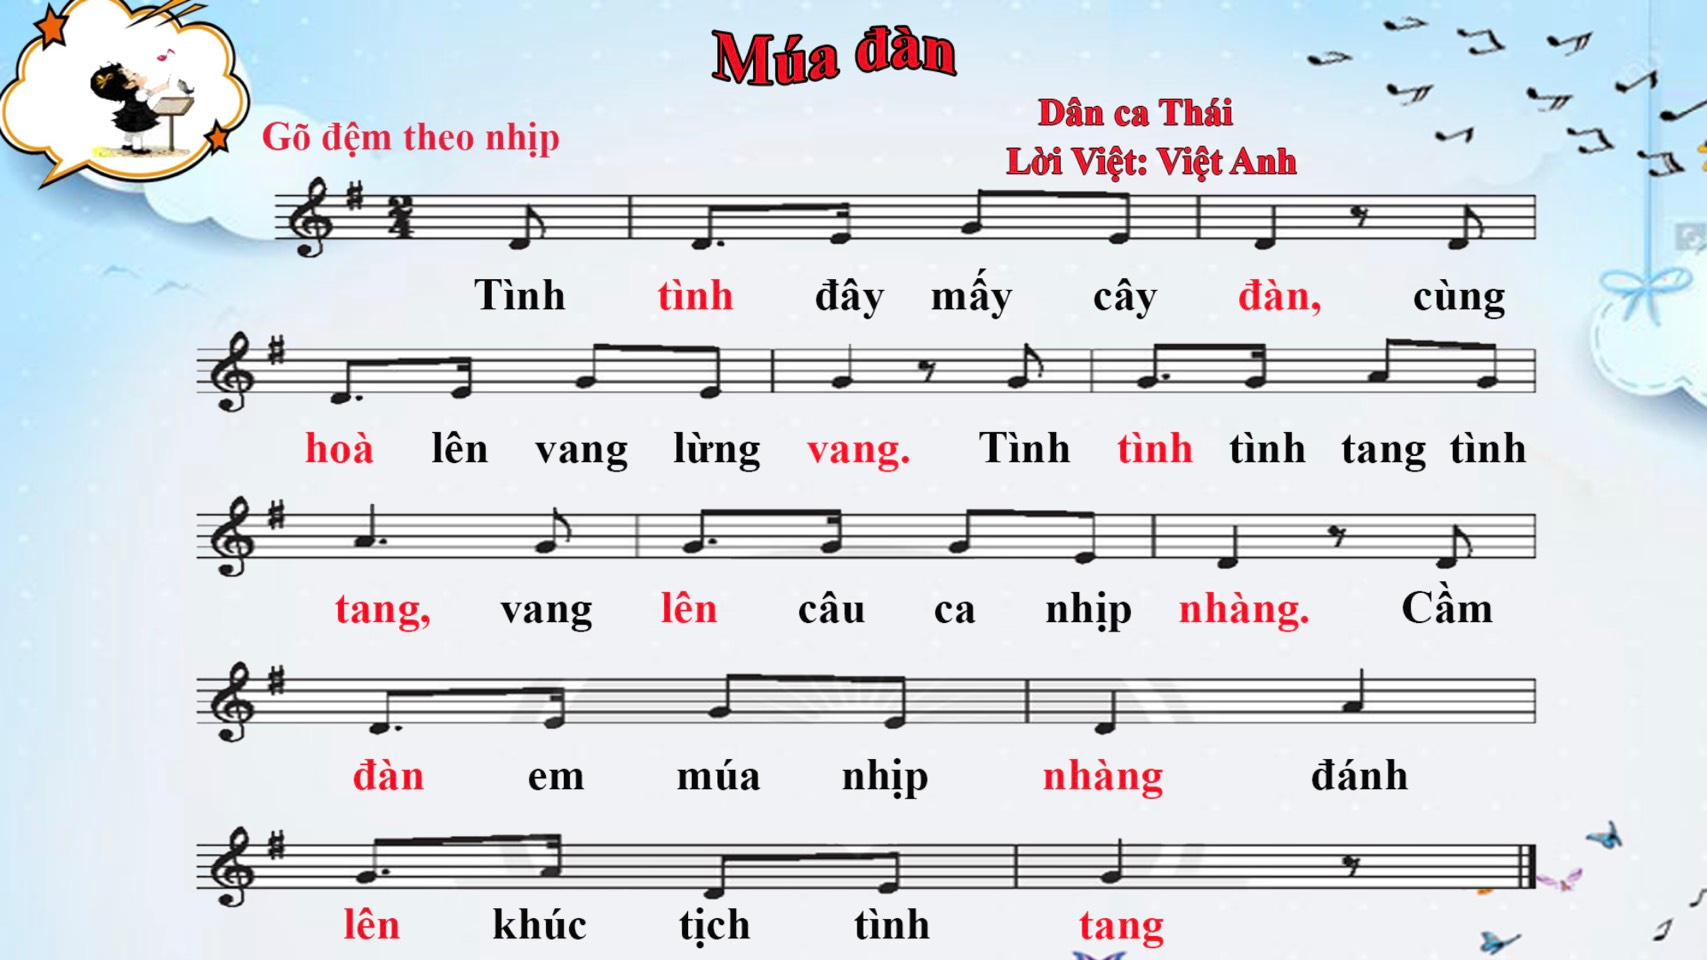 Múa đàn
Dân ca Thái
Gõ đệm theo nhịp
Lời Việt: Việt Anh
2
4
Tình tình đây mấy cây đàn, cùng
hoà lên vang lừng vang. Tình tình tình tang tình
tang, vang lên câu ca nhịp nhàng. Cầm
đàn em múa nhịp nhàng đánh
lên khúc tịch tình tang